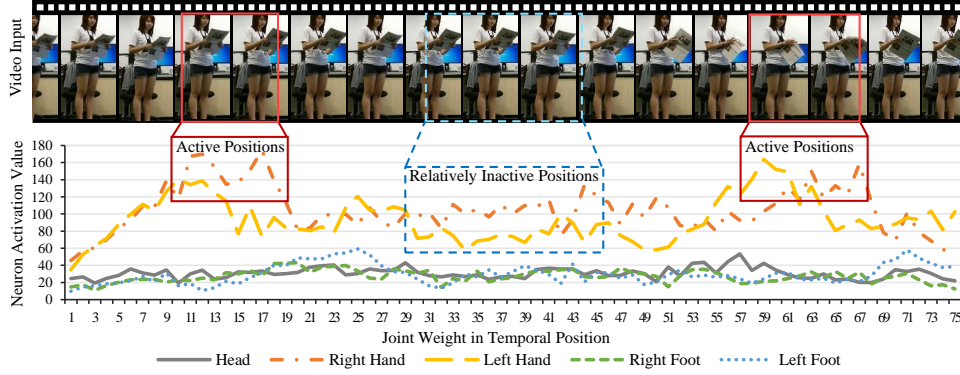 Video Input
Active Positions
Active Positions
Relatively Inactive Positions
Neuron Activation Value
180
160
140
120
100
80
60
40
20
0
1 3 5 7 9 11 13 15 17 19 21 23 25 27 29 31 33 35 37 39 41 43 45 47 49 51 53 55 57 59 61 63 65 67 69 71 73 75
Joint Weight in Temporal Position
Head Right Hand Left Hand Right Foot Left Foot